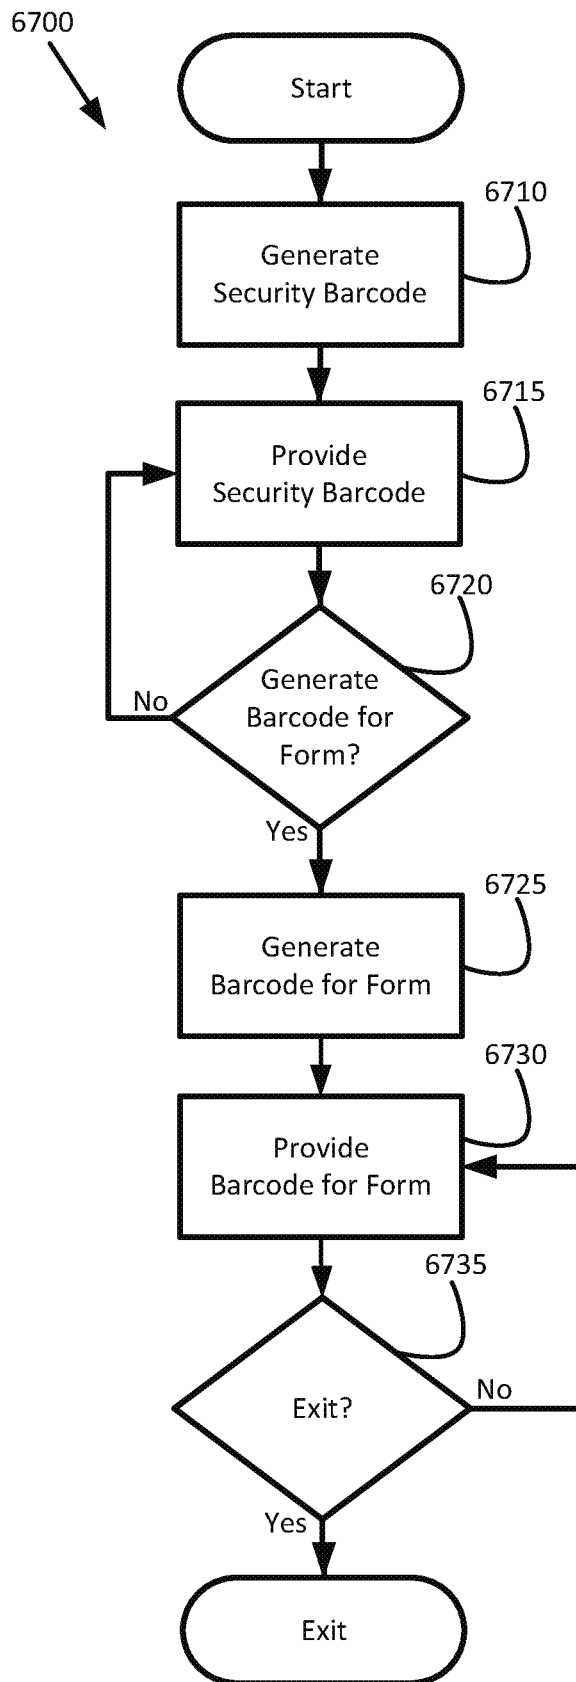 6700
Start
6710
Generate
Security Barcode
6715
Provide
Security Barcode
6720
Generate
Barcode for
Form?
No
Yes
6725
Generate
Barcode for Form
6730
Provide
Barcode for Form
6735
Exit?
No
Yes
Exit